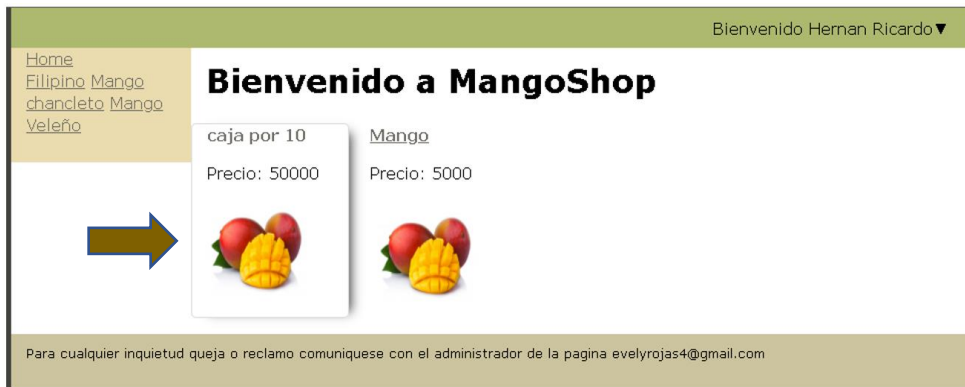 Bienvenido Hernan Ricardo▼
Home
Filipino Mango
chancleto Mango
Veleño
Bienvenido a MangoShop
caja por 10
Mango
Precio: 50000
Precio: 5000
Para cualquier inquietud queja o reclamo comuniquese con el administrador de la pagina evelyrojas4@gmail.com